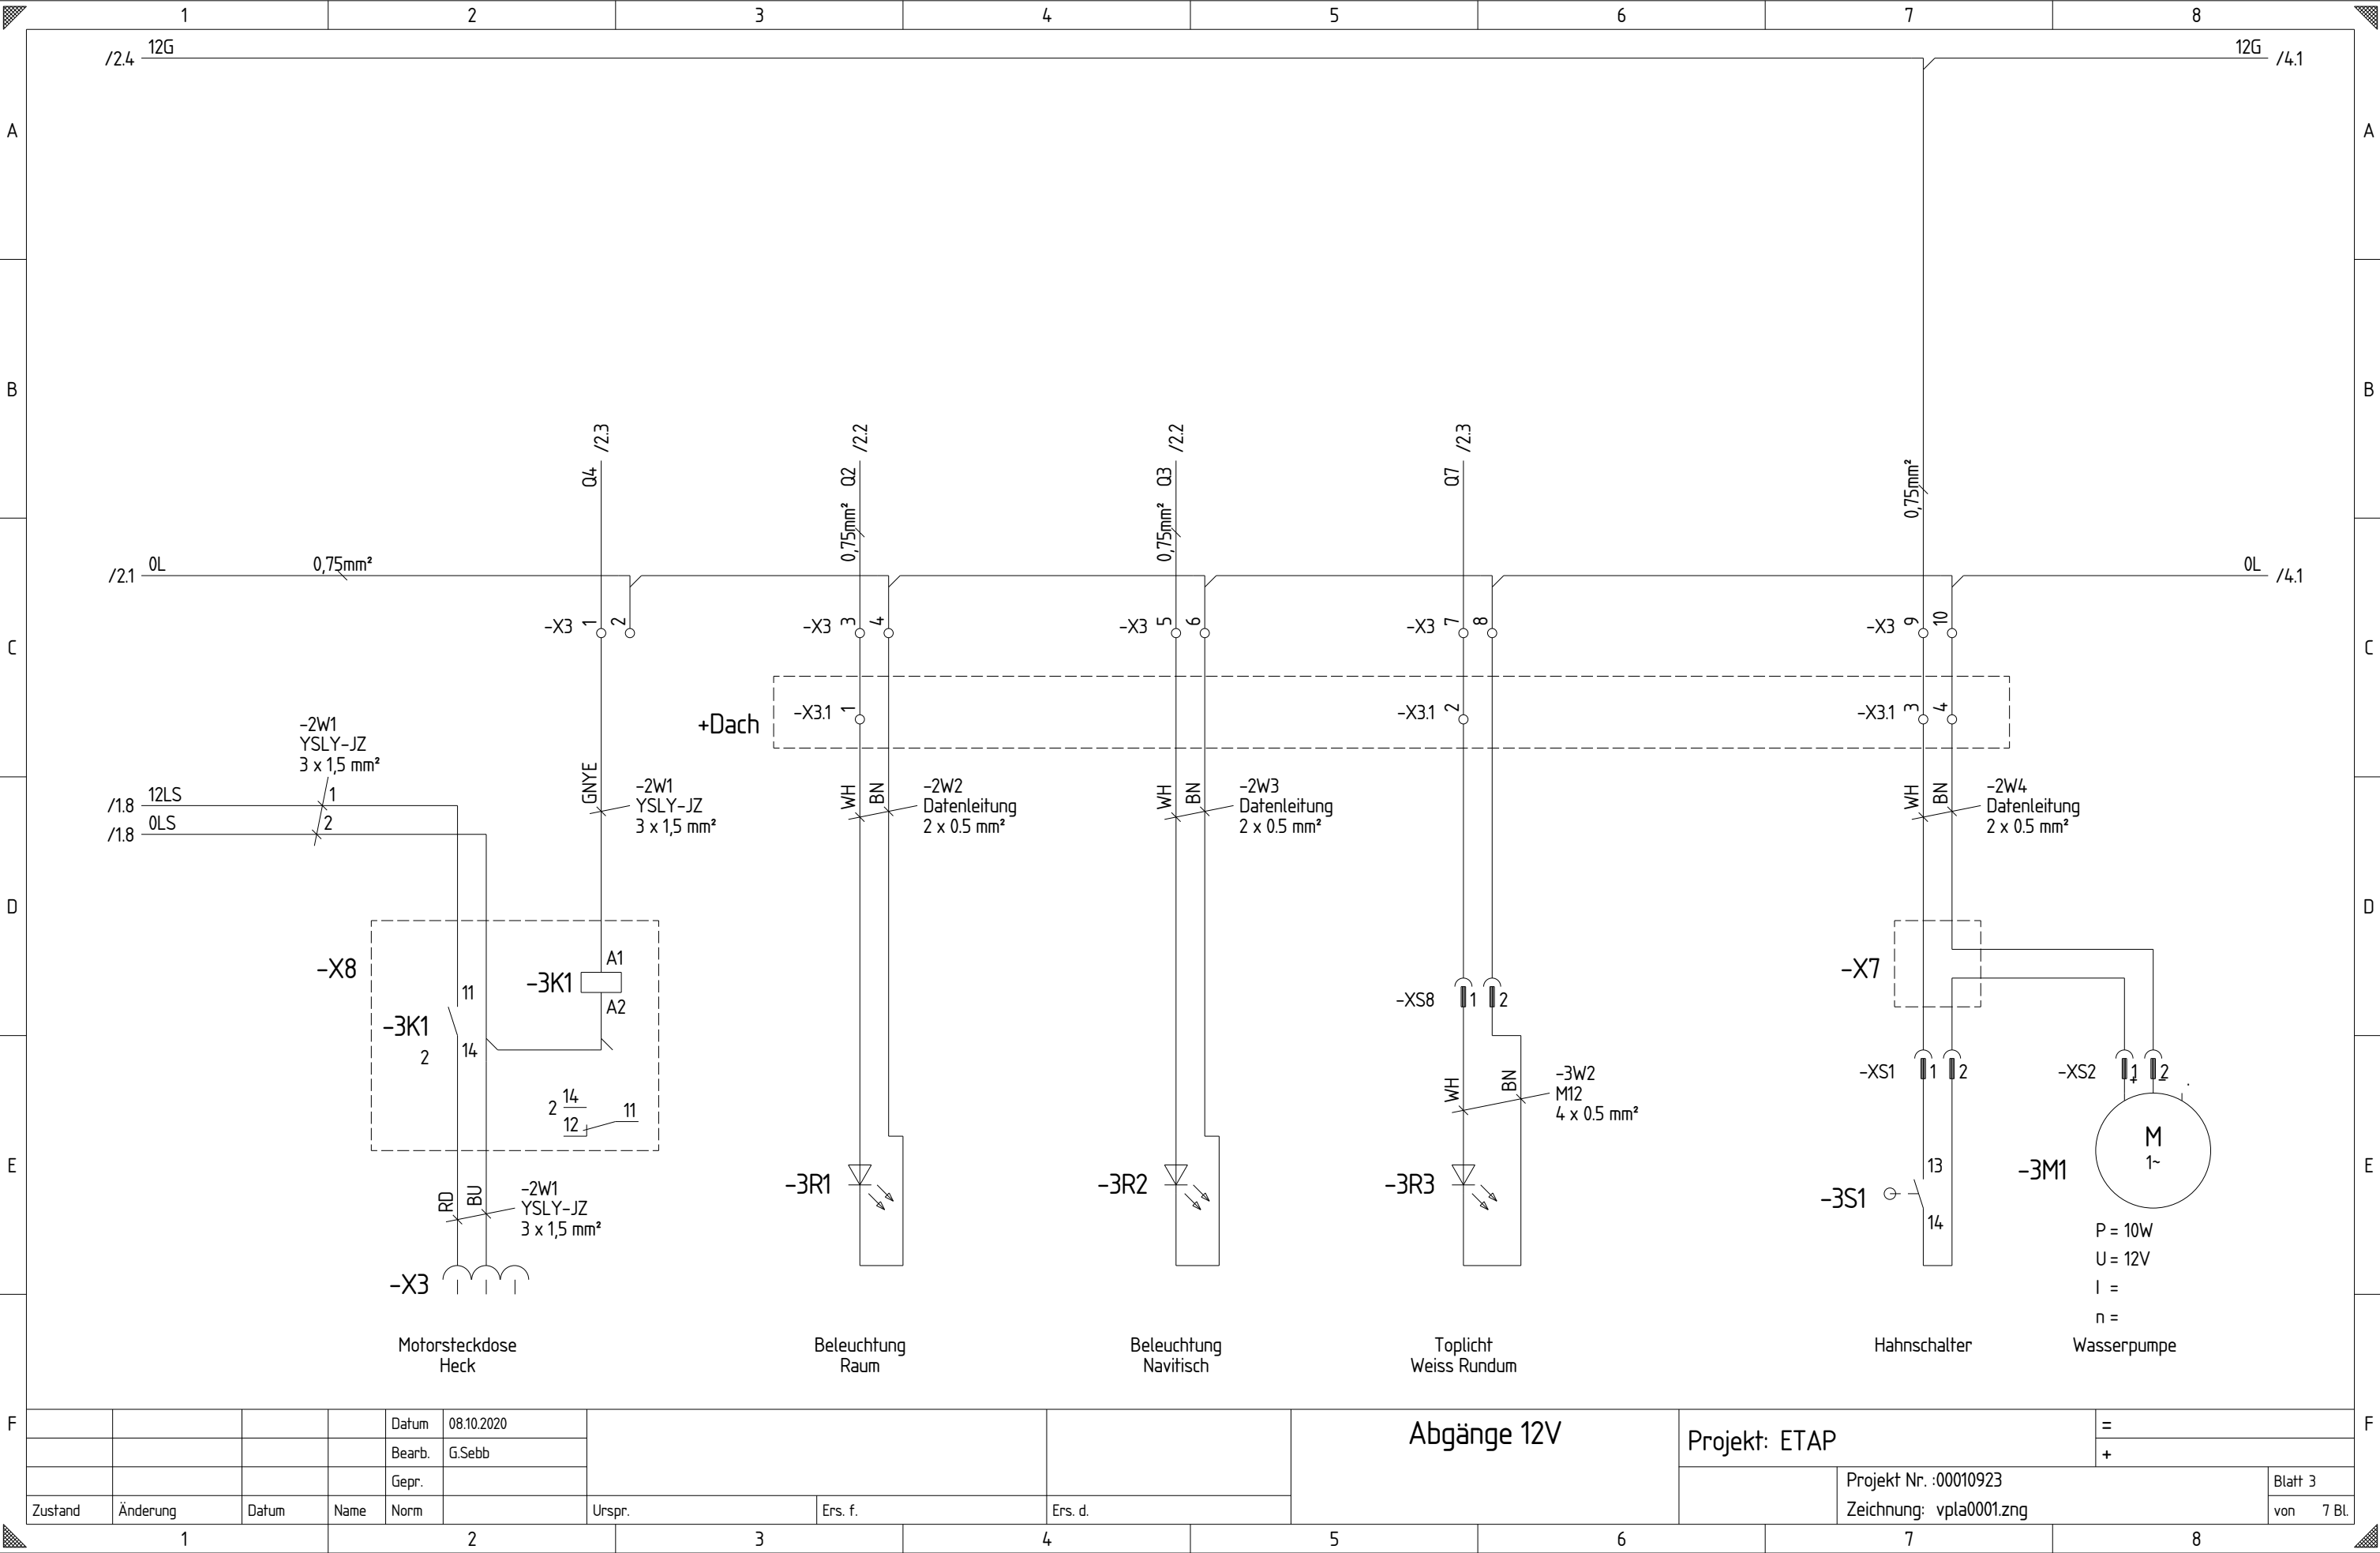 1 2 3 4 5 6 7 8
12G
/2.4
12G
/4.1
A A
B B
/2.3 /2.2 /2.2 /2.3
Q4 Q2 Q3 Q7
0,75mm² 0,75mm² 0,75mm²
0L 0,75mm²
/2.1
0L
/4.1
-X3 1 2
-X3 3 4
-X3 5 6
-X3 7 8
-X3 9 10
C C
+Dach
-X3.1 1
-X3.1 2
-X3.1 3 4
-2W1
YSLY-JZ
3 x 1,5 mm²
/1.8 12LS 1
/1.8 0LS 2
GNYE
-2W1
YSLY-JZ
3 x 1,5 mm²
WH BN
-2W2
Datenleitung
2 x 0.5 mm²
WH BN
-2W3
Datenleitung
2 x 0.5 mm²
WH BN
-2W4
Datenleitung
2 x 0.5 mm²
D D
-X8
-3K1
A1
A2
-3K1
11
14
2
2 14
12
11
-XS8 1 2
-X7
-XS1 1 2
-XS2 1 2
+ -
WH BN
-3W2
M12
4 x 0.5 mm²
E E
RD BU
-2W1
YSLY-JZ
3 x 1,5 mm²
-X3
-3R1
-3R2
-3R3
-3S1
13
14
-3M1
M
1~
P = 10W
U = 12V
I =
n =
Motorsteckdose
Heck
Beleuchtung
Raum
Beleuchtung
Navitisch
Toplicht
Weiss Rundum
Hahnschalter
Wasserpumpe
F F
Datum 08.10.2020
Bearb. G.Sebb
Gepr.
Zustand Änderung Datum Name Norm
Urspr. Ers. f. Ers. d.
Abgänge 12V
Projekt: ETAP
=
+
Projekt Nr. :00010923
Zeichnung: vpla0001.zng
Blatt 3
von 7 Bl.
1 2 3 4 5 6 7 8